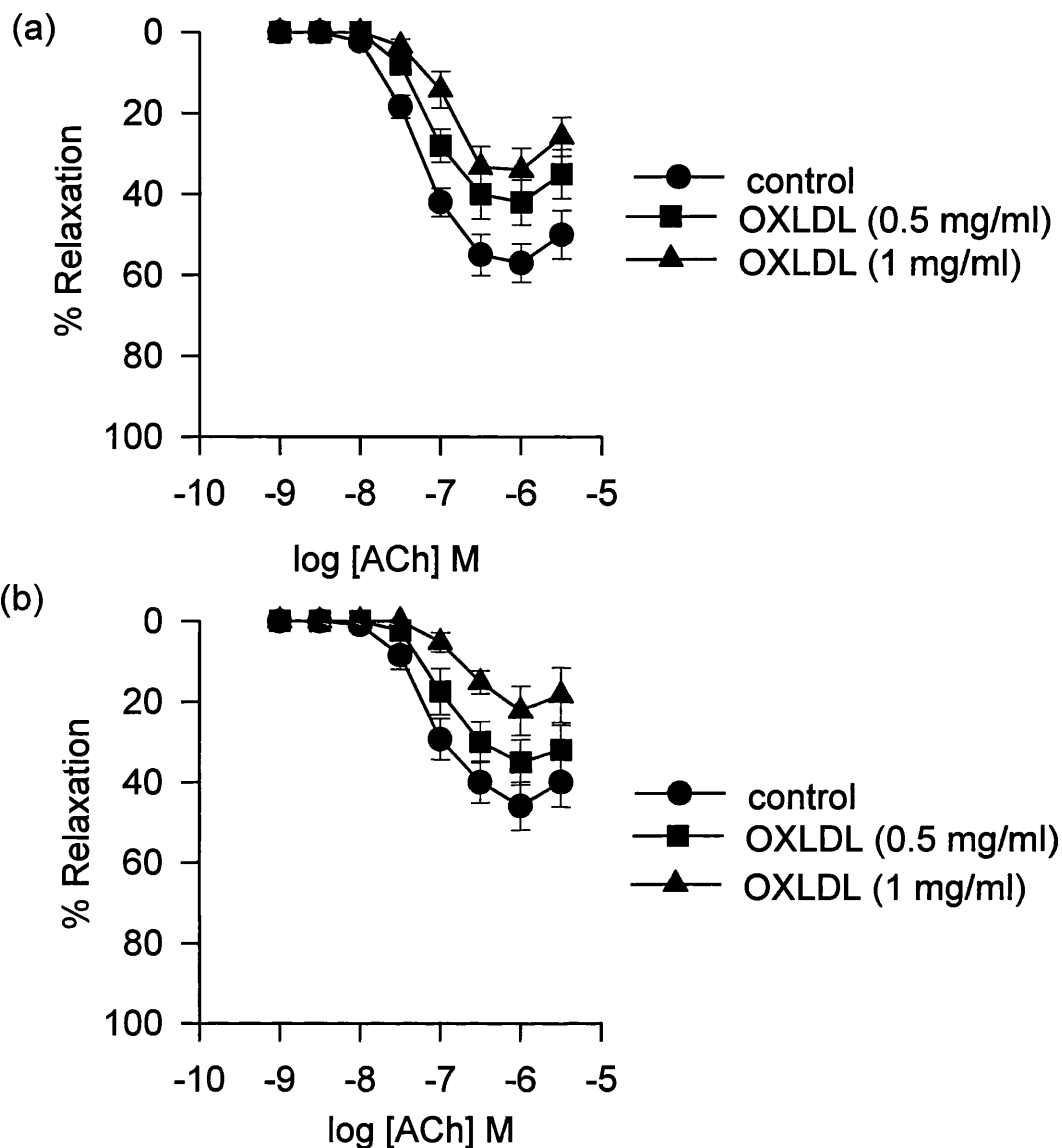 (a)
0
20
40
60
80
100
% Relaxation
-10 -9 -8 -7 -6 -5
log [ACh] M
control
OXLDL (0.5 mg/ml)
OXLDL (1 mg/ml)
(b)
0
20
40
60
80
100
% Relaxation
-10 -9 -8 -7 -6 -5
log [ACh] M
control
OXLDL (0.5 mg/ml)
OXLDL (1 mg/ml)